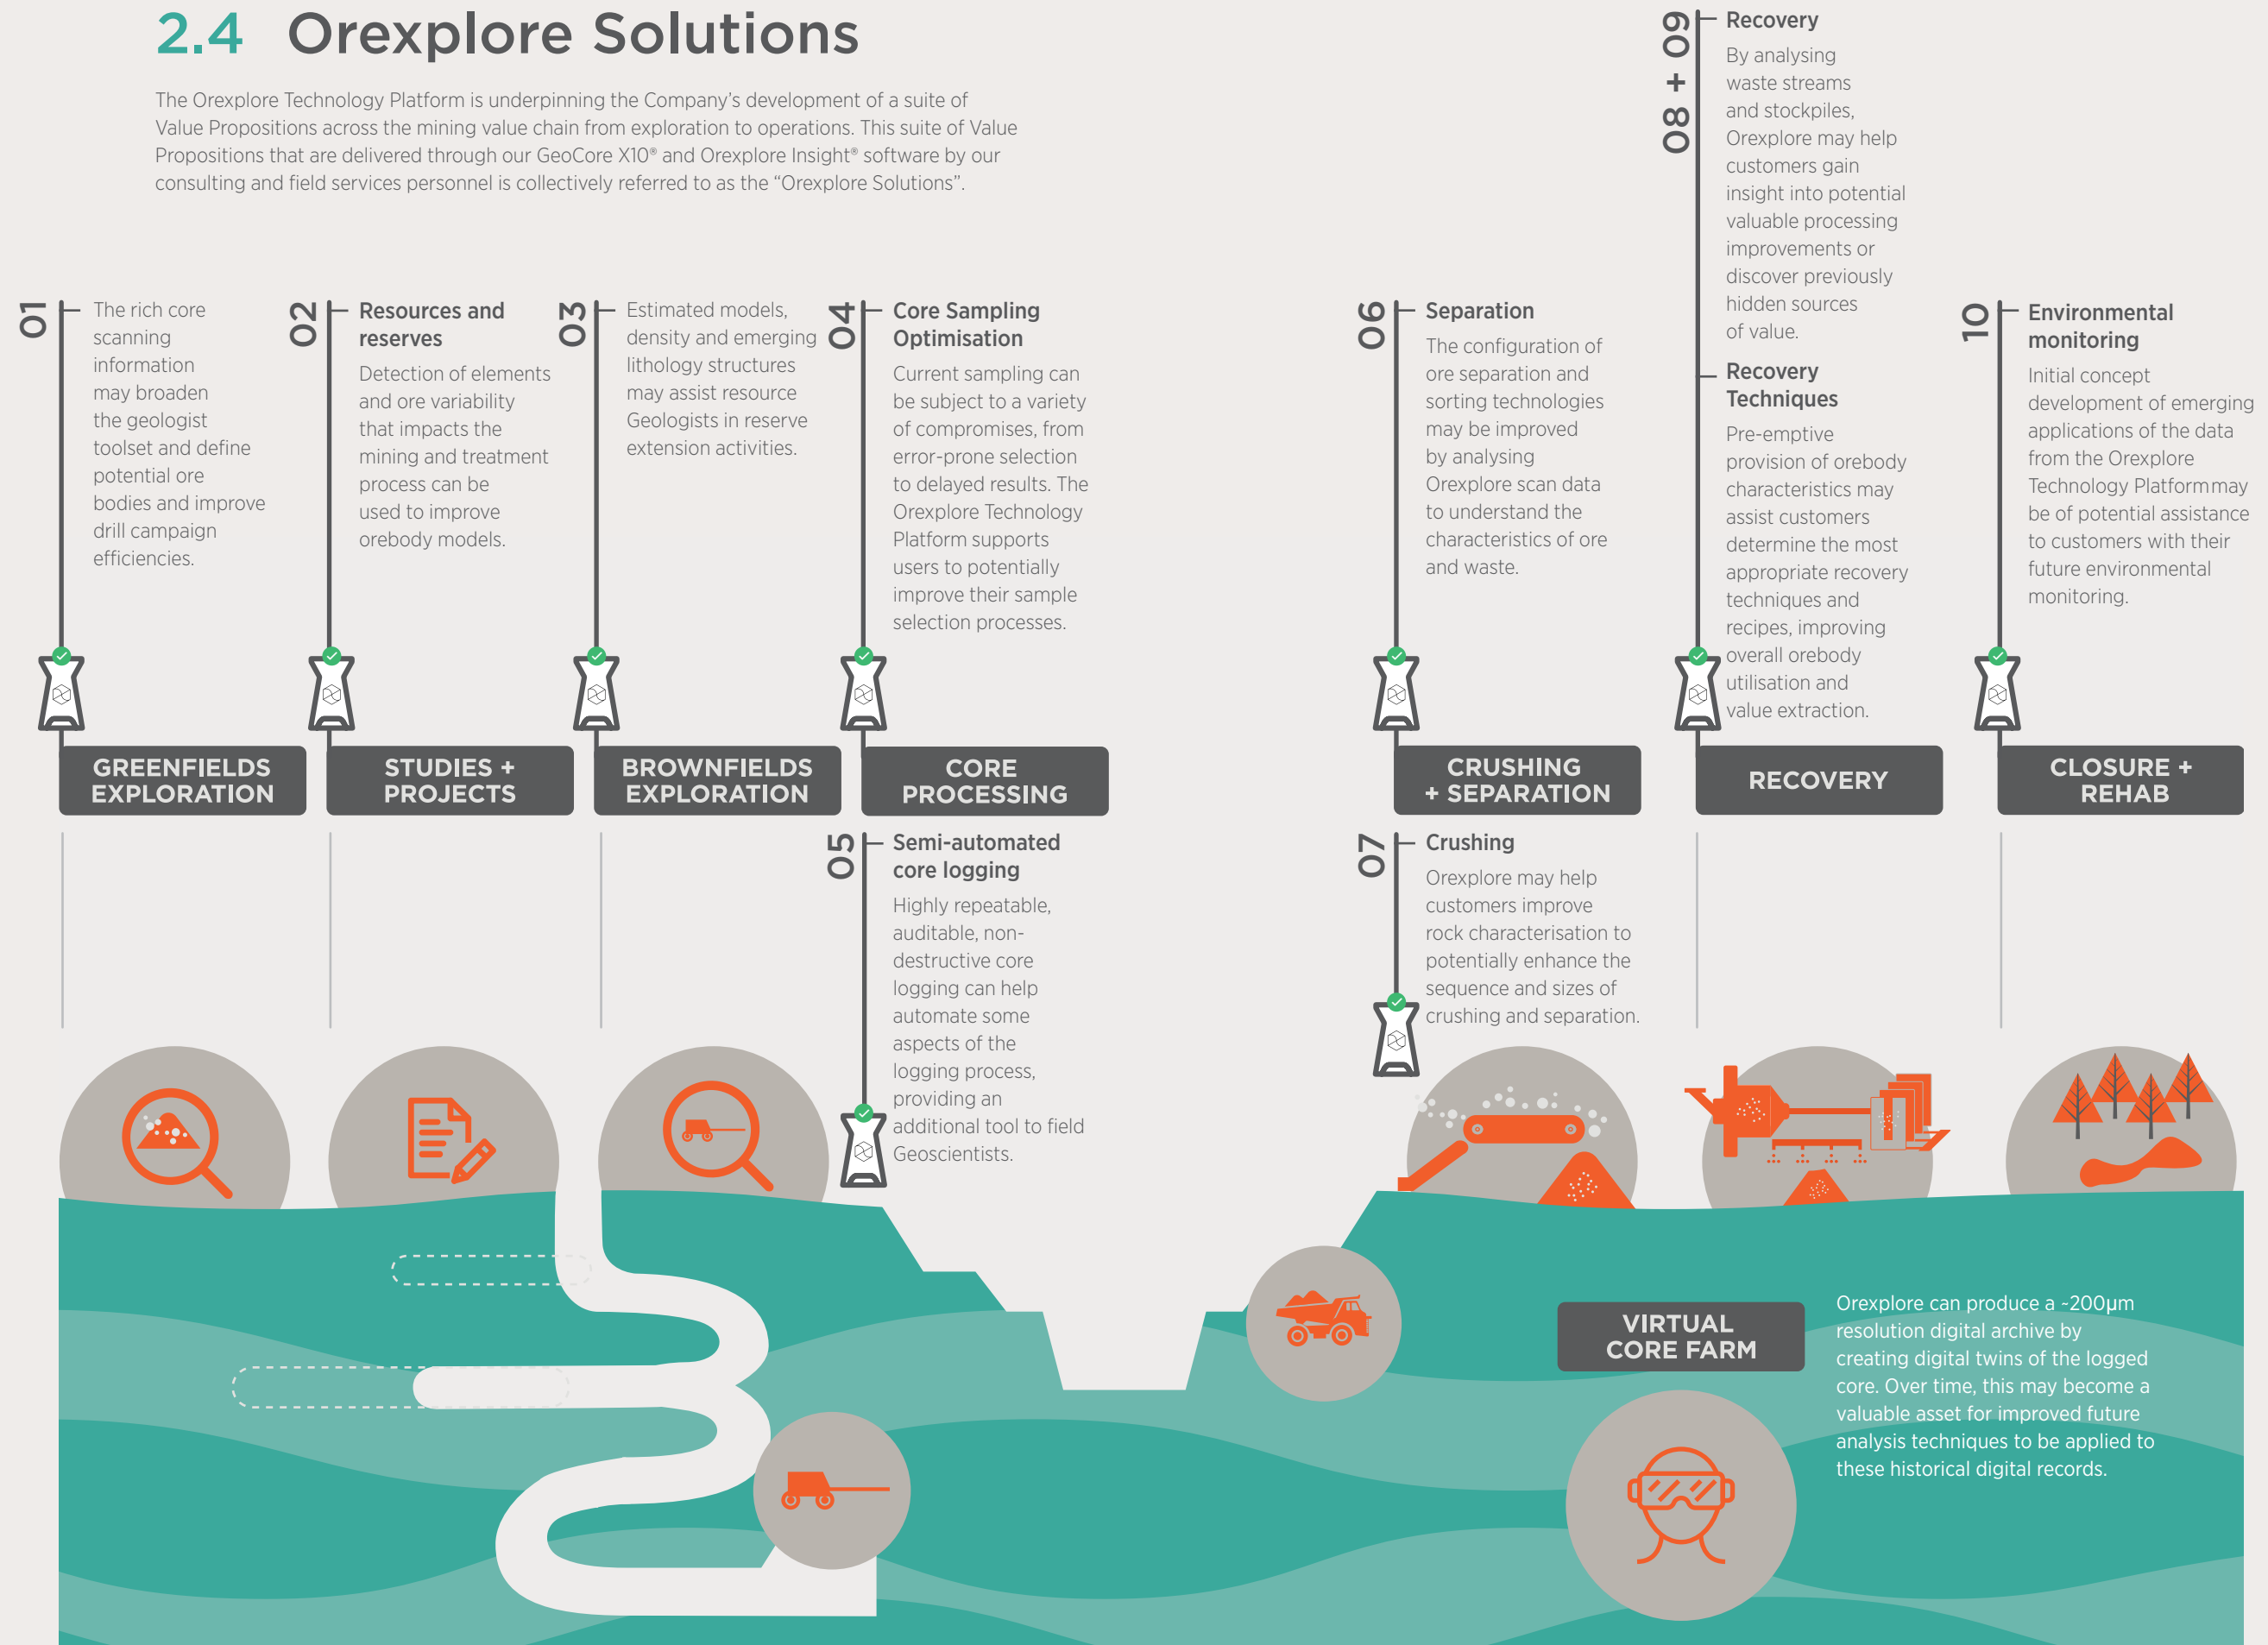 2.4 Orexplore Solutions
The Orexplore Technology Platform is underpinning the Company's development of a suite of
Value Propositions across the mining value chain from exploration to operations. This suite of Value
Propositions that are delivered through our GeoCore X10® and Orexplore Insight® software by our
consulting and field services personnel is collectively referred to as the “Orexplore Solutions”.
01
The rich core
scanning
information
may broaden
the geologist
toolset and define
potential ore
bodies and improve
drill campaign
efficiencies.
GREENFIELDS
EXPLORATION
02
Resources and
reserves
Detection of elements
and ore variability
that impacts the
mining and treatment
process can be
used to improve
orebody models.
STUDIES +
PROJECTS
03
Estimated models,
density and emerging
lithology structures
may assist resource
Geologists in reserve
extension activities.
BROWNFIELDS
EXPLORATION
04
Core Sampling
Optimisation
Current sampling can
be subject to a variety
of compromises, from
error-prone selection
to delayed results. The
Orexplore Technology
Platform supports
users to potentially
improve their sample
selection processes.
CORE
PROCESSING
05
Semi-automated
core logging
Highly repeatable,
auditable, non-
destructive core
logging can help
automate some
aspects of the
logging process,
providing an
additional tool to field
Geoscientists.
06
Separation
The configuration of
ore separation and
sorting technologies
may be improved
by analysing
Orexplore scan data
to understand the
characteristics of ore
and waste.
CRUSHING
+ SEPARATION
07
Crushing
Orexplore may help
customers improve
rock characterisation to
potentially enhance the
sequence and sizes of
crushing and separation.
08 + 09
Recovery
By analysing
waste streams
and stockpiles,
Orexplore may help
customers gain
insight into potential
valuable processing
improvements or
discover previously
hidden sources
of value.
Recovery
Techniques
Pre-emptive
provision of orebody
characteristics may
assist customers
determine the most
appropriate recovery
techniques and
recipes, improving
overall orebody
utilisation and
value extraction.
RECOVERY
10
Environmental
monitoring
Initial concept
development of emerging
applications of the data
from the Orexplore
Technology Platformmay
be of potential assistance
to customers with their
future environmental
monitoring.
CLOSURE +
REHAB
VIRTUAL
CORE FARM
Orexplore can produce a ~200µm
resolution digital archive by
creating digital twins of the logged
core. Over time, this may become a
valuable asset for improved future
analysis techniques to be applied to
these historical digital records.